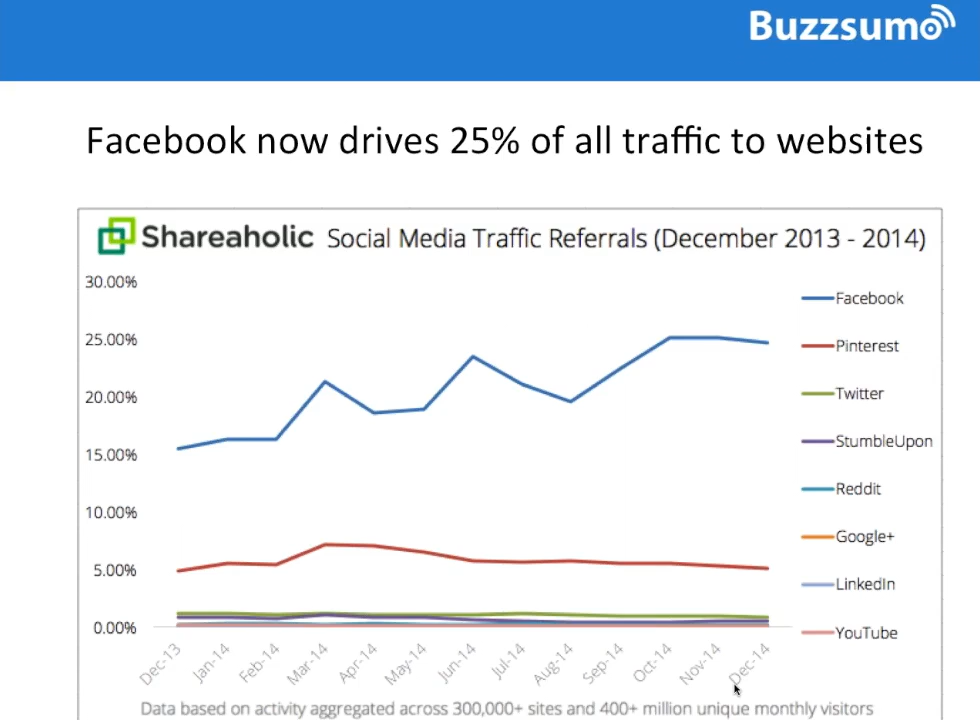 Buzzsumo
Facebook now drives 25% of all traffic to websites
Shareaholic Social Media Traffic Referrals (December 2013 - 2014)
30.00%
25.00%
20.00%
15.00%
10.00%
5.00%
0.00%
Facebook
Pinterest
Twitter
StumbleUpon
Reddit
Google+
LinkedIn
YouTube
Dec-13
Jan-14
Feb-14
Mar-14
Apr-14
May-14
Jun-14
Jul-14
Aug-14
Sep-14
Oct-14
Nov-14
Dec-14
Data based on activity aggregated across 300,000+ sites and 400+ million unique monthly visitors